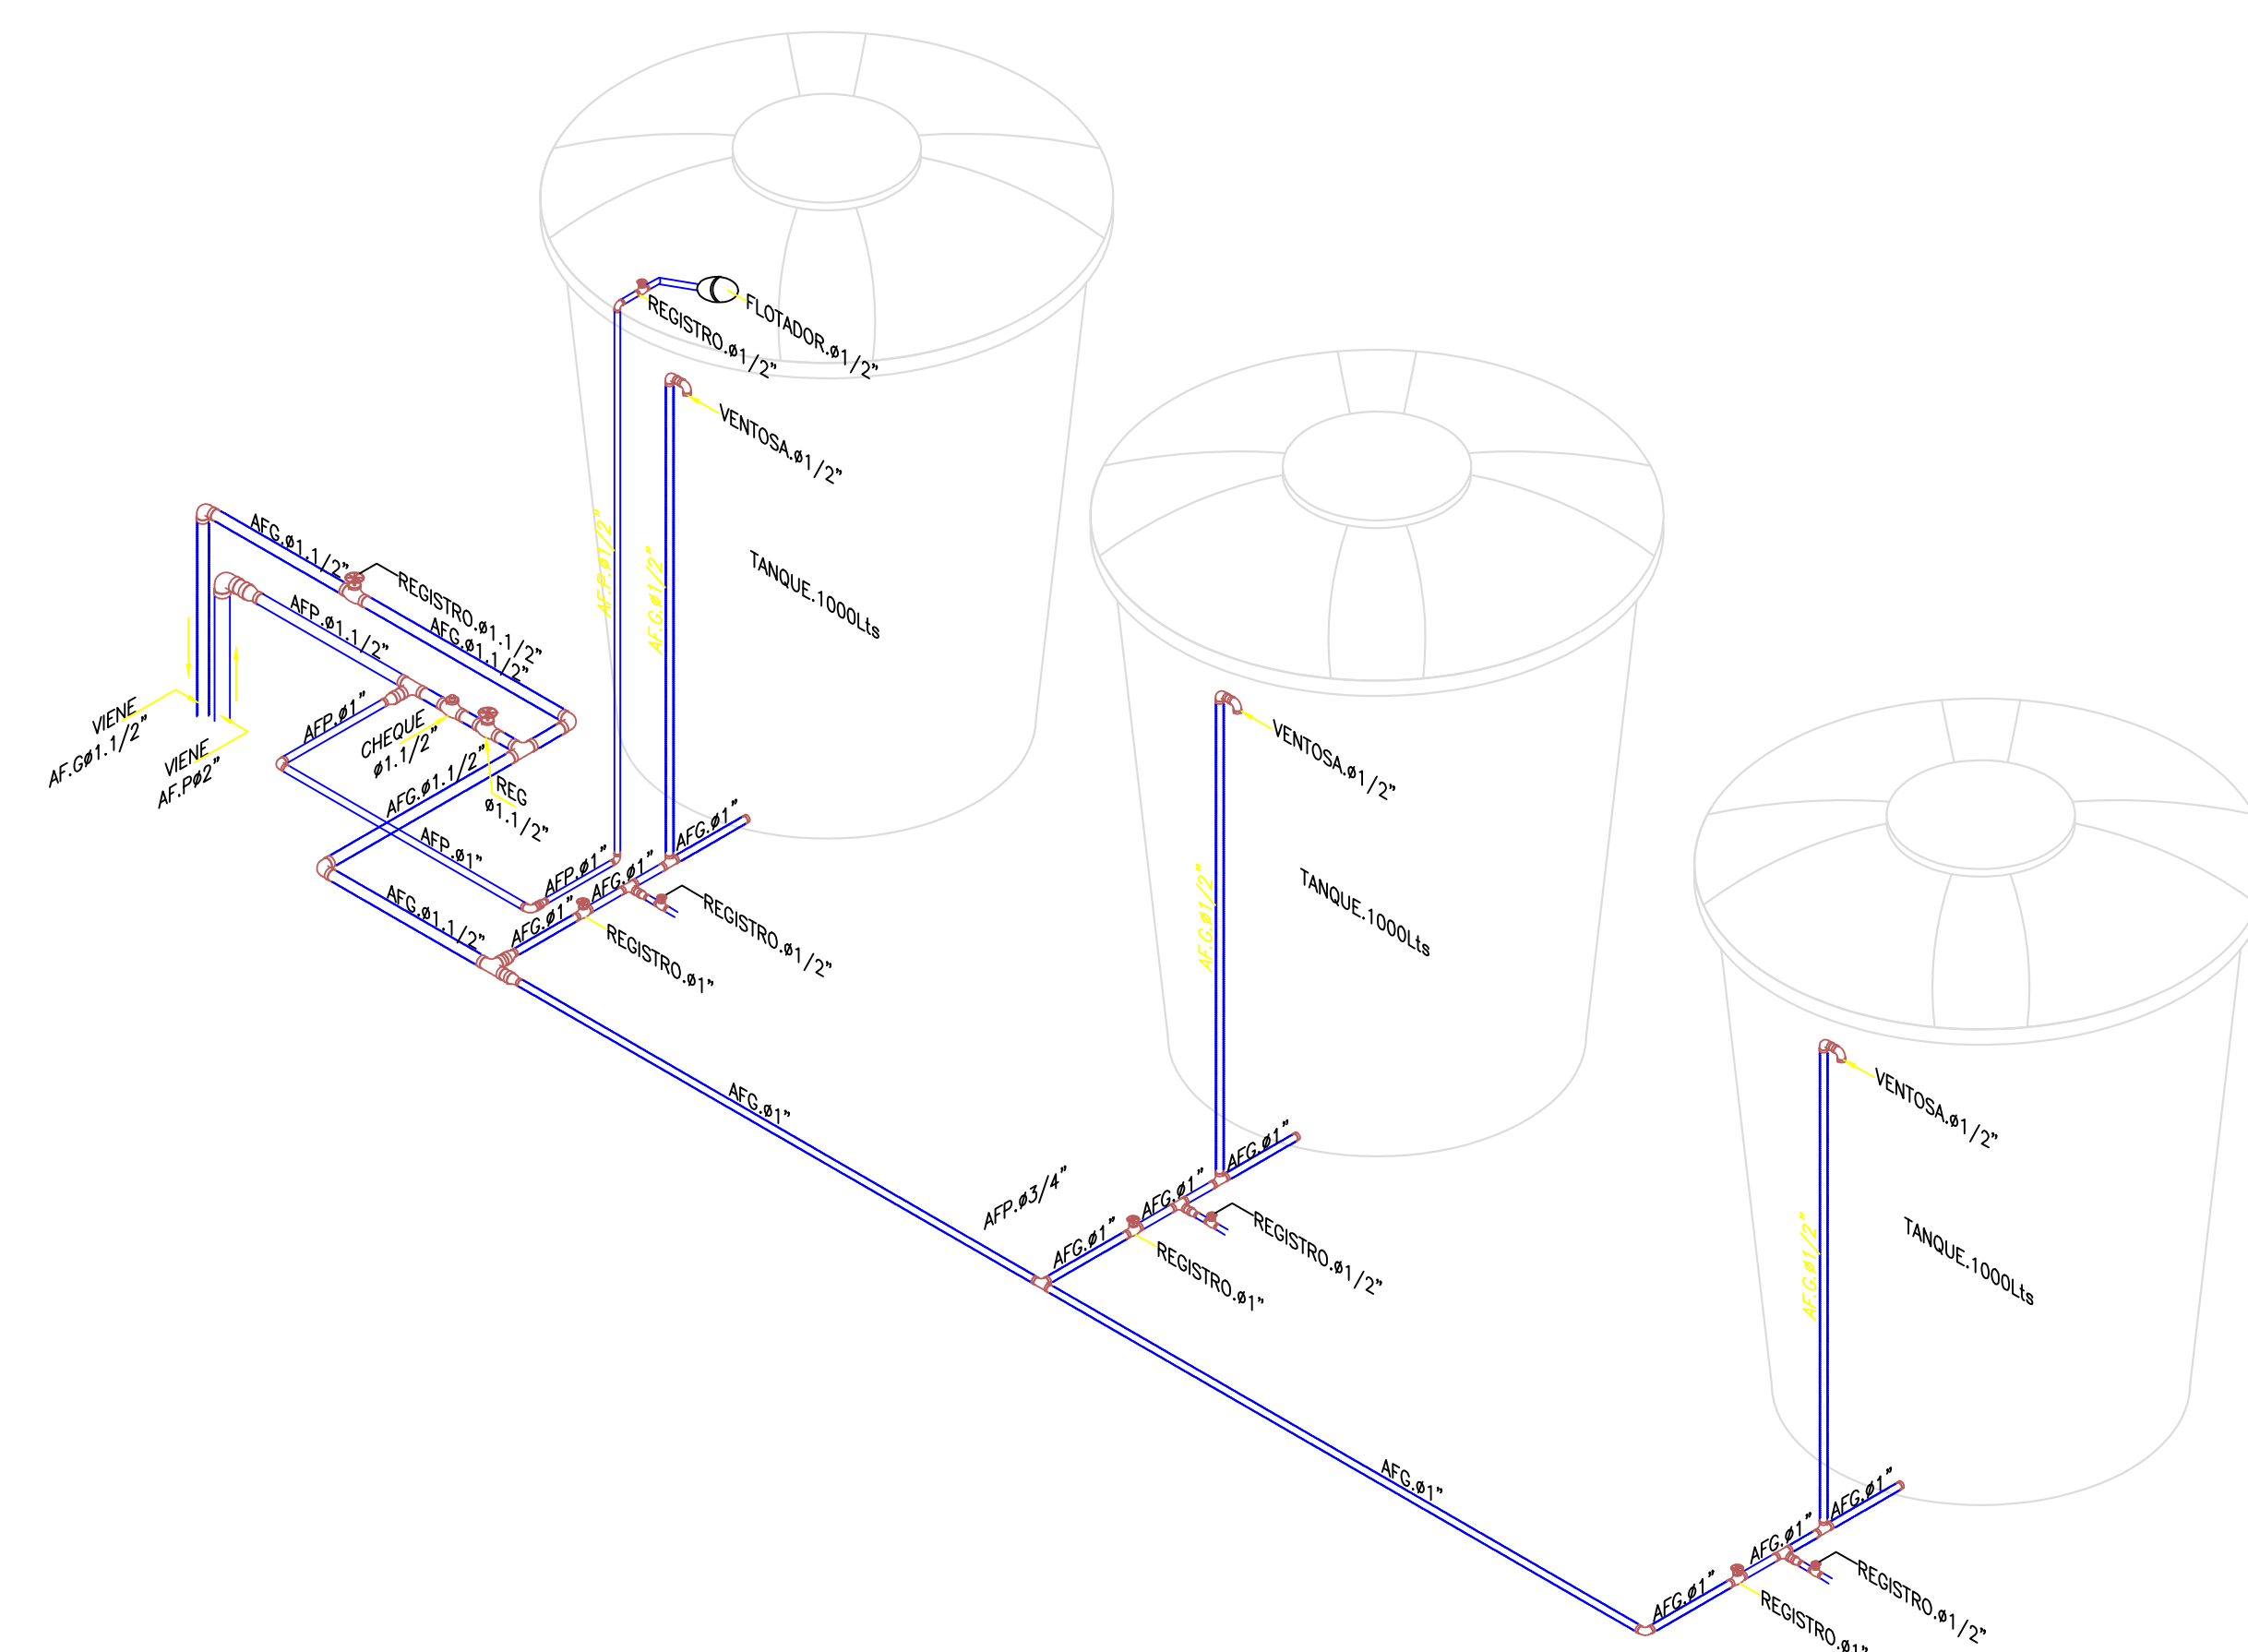 FLOTADOR.ø1/2"
REGISTRO.ø1/2"
VENTOSA.ø1/2"
AF.P.ø1/2"
AF.G.ø1/2"
TANQUE.1000Lts
AFG.ø1.1/2"
REGISTRO.ø1.1/2"
AFG.ø1.1/2"
AFP.ø1.1/2"
VIENE
AF.Gø1.1/2"
VIENE
AF.Pø2"
AFP.ø1"
CHEQUE
ø1.1/2"
REG
ø1.1/2"
AFG.ø1.1/2"
AFP.ø1"
AFG.ø1.1/2"
AFP.ø1"
AFG.ø1"
AFG.ø1"
AFG.ø1"
REGISTRO.ø1/2"
REGISTRO.ø1"
AFG.ø1"
VENTOSA.ø1/2"
AF.G.ø1/2"
TANQUE.1000Lts
AFP.ø3/4"
AFG.ø1"
AFG.ø1"
AFG.ø1"
REGISTRO.ø1/2"
REGISTRO.ø1"
AFG.ø1"
VENTOSA.ø1/2"
AF.G.ø1/2"
TANQUE.1000Lts
AFG.ø1"
AFG.ø1"
AFG.ø1"
REGISTRO.ø1/2"
REGISTRO.ø1"